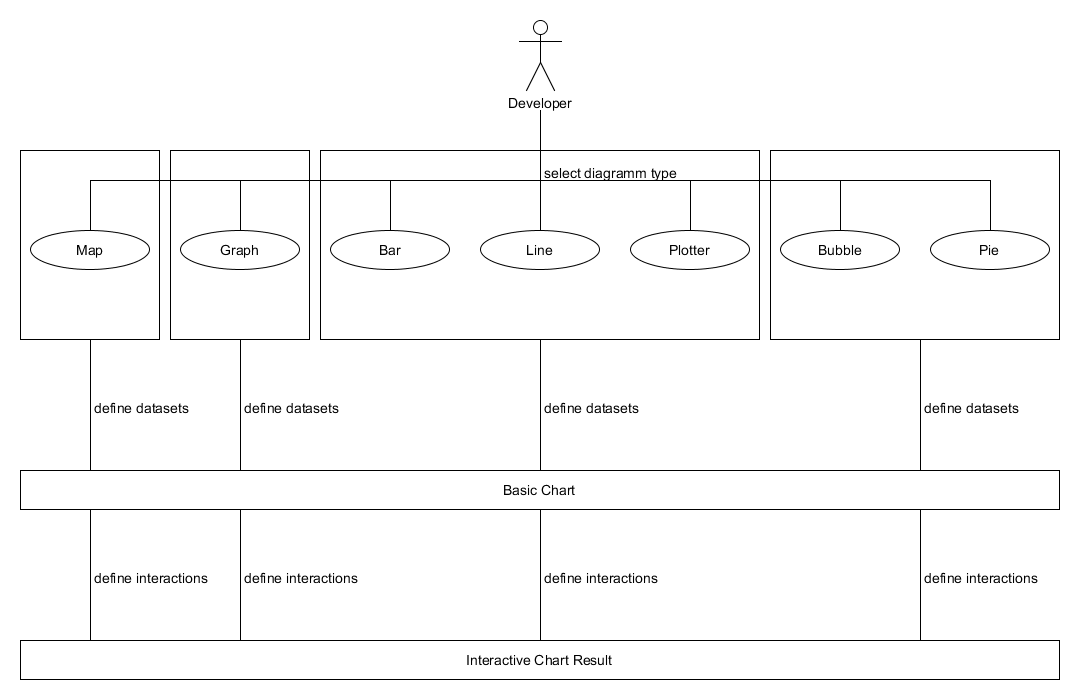 Developer
select diagramm type
Map
Graph
Bar
Line
Plotter
Bubble
Pie
define datasets
define datasets
define datasets
define datasets
Basic Chart
define interactions
define interactions
define interactions
define interactions
Interactive Chart Result